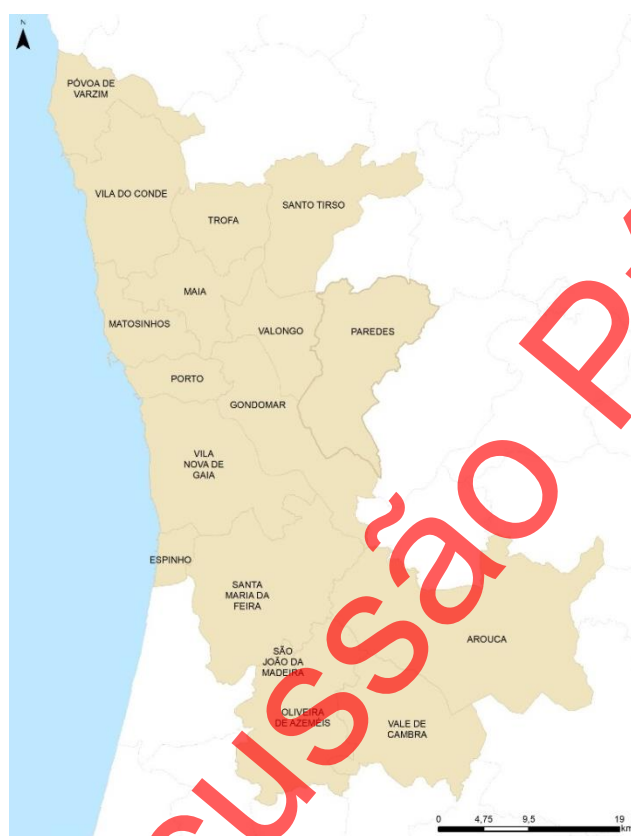 N
PÓVOA DE
VARZIM
VILA DO CONDE
TROFA
SANTO TIRSO
MAIA
MATOSINHOS
VALONGO
PAREDES
PORTO
GONDOMAR
VILA
NOVA DE
GAIA
ESPINHO
SANTA
MARIA DA
FEIRA
AROUCA
SÃO
JOÃO DA
MADEIRA
OLIVEIRA
DE AZEMÉIS
VALE DE
CAMBRA
0 4,75 9,5 19
km
cussão P